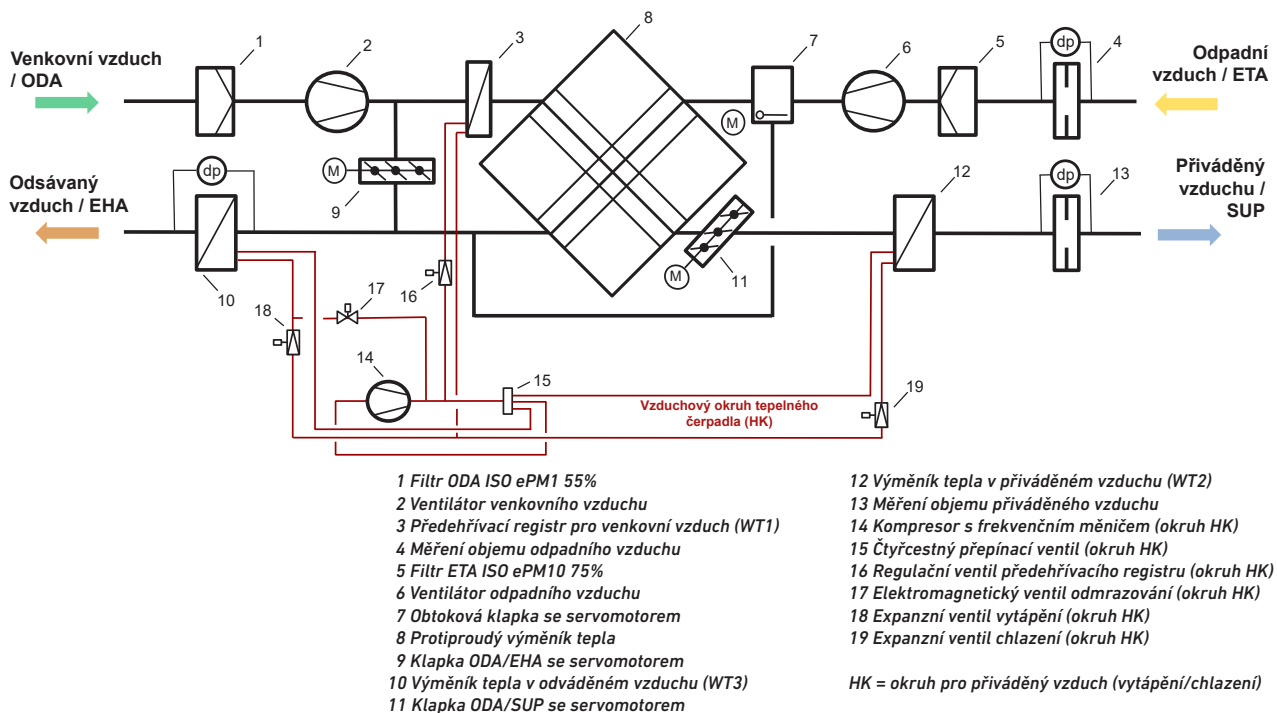 1
2
3
8
7
6
5
dp
4
Venkovní vzduch
/ ODA
Odpadní
vzduch / ETA
M
Odsávaný
vzduch / EHA
dp
M
9
12
dp
13
Přiváděný
vzduchu /
SUP
10
18
17
16
M
11
14
15
19
Vzduchový okruh tepelného
čerpadla (HK)
1 Filtr ODA ISO ePM1 55%
2 Ventilátor venkovního vzduchu
3 Předehřívací registr pro venkovní vzduch (WT1)
4 Měření objemu odpadního vzduchu
5 Filtr ETA ISO ePM10 75%
6 Ventilátor odpadního vzduchu
7 Obtoková klapka se servomotorem
8 Protiproudý výměník tepla
9 Klapka ODA/EHA se servomotorem
10 Výměník tepla v odváděném vzduchu (WT3)
11 Klapka ODA/SUP se servomotorem
12 Výměník tepla v přiváděném vzduchu (WT2)
13 Měření objemu přiváděného vzduchu
14 Kompresor s frekvenčním měničem (okruh HK)
15 Čtyřcestný přepínací ventil (okruh HK)
16 Regulační ventil předehřívacího registru (okruh HK)
17 Elektromagnetický ventil odmrazování (okruh HK)
18 Expanzní ventil vytápění (okruh HK)
19 Expanzní ventil chlazení (okruh HK)
HK = okruh pro přiváděný vzduch (vytápění/chlazení)